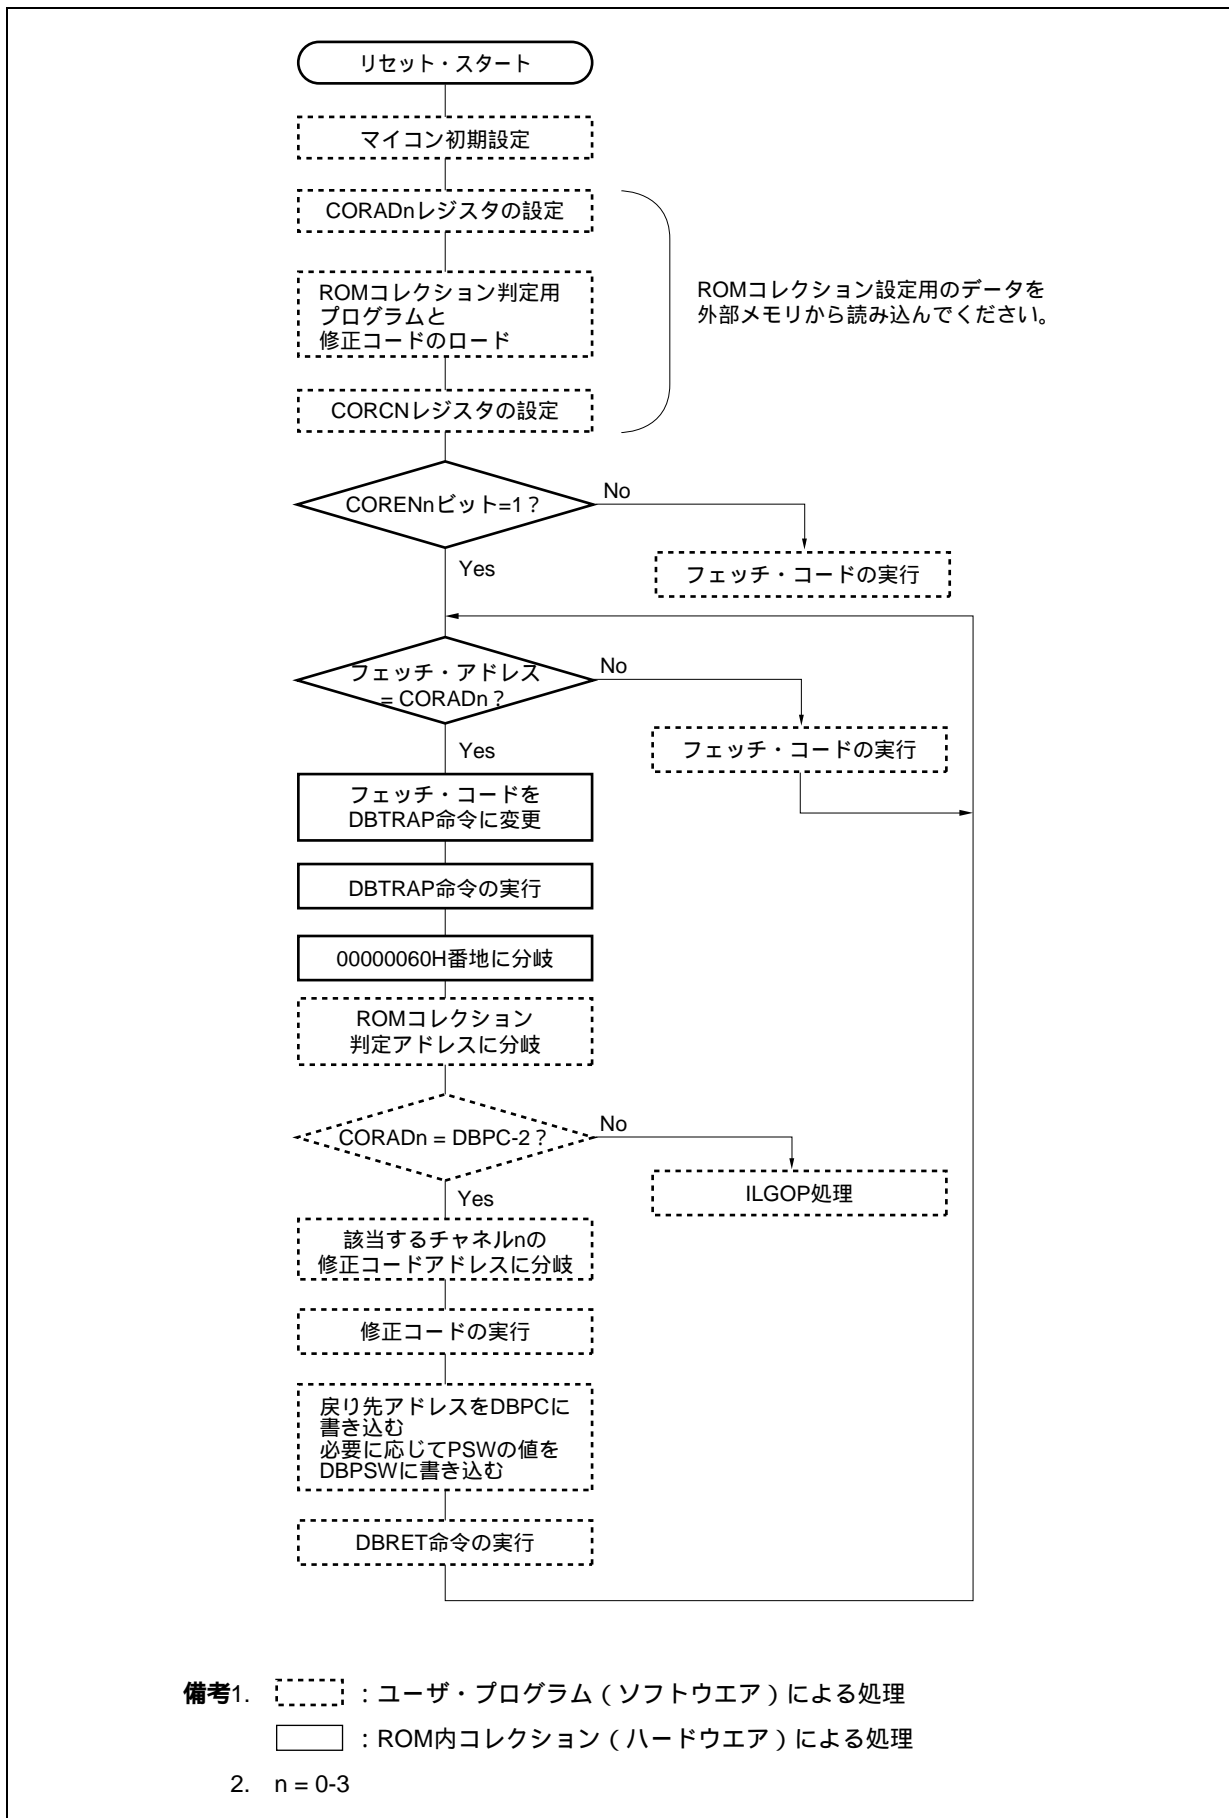 リセット・スタート
マイコン初期設定
CORADnレジスタの設定
ROMコレクション判定用
プログラムと
修正コードのロード
CORCNレジスタの設定
ROMコレクション設定用のデータを
外部メモリから読み込んでください。
CORENnビット=1？
No
Yes
フェッチ・コードの実行
フェッチ・アドレス
= CORADn？
No
Yes
フェッチ・コードの実行
フェッチ・コードを
DBTRAP命令に変更
DBTRAP命令の実行
00000060H番地に分岐
ROMコレクション
判定アドレスに分岐
CORADn = DBPC-2？
No
Yes
ILGOP処理
該当するチャネルnの
修正コードアドレスに分岐
修正コードの実行
戻り先アドレスをDBPCに
書き込む
必要に応じてPSWの値を
DBPSWに書き込む
DBRET命令の実行
備考1. ：ユーザ・プログラム（ソフトウエア）による処理
：ROM内コレクション（ハードウエア）による処理
2. n = 0-3